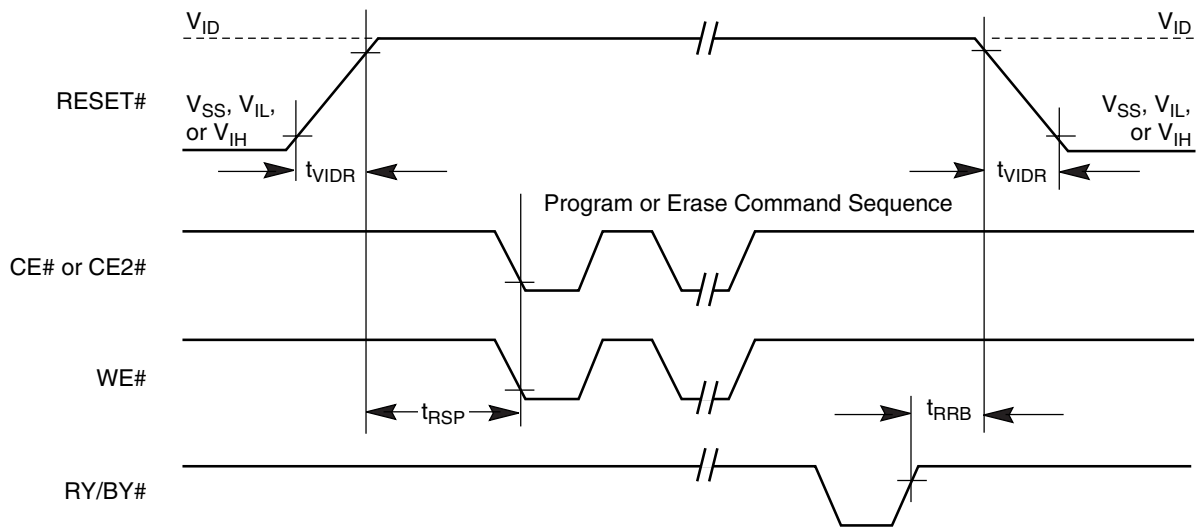 VID
VID
RESET#
VSS, VIL,
or VIH
VSS, VIL,
or VIH
tVIDR
tVIDR
Program or Erase Command Sequence
CE# or CE2#
WE#
tRSP
tRRB
RY/BY#